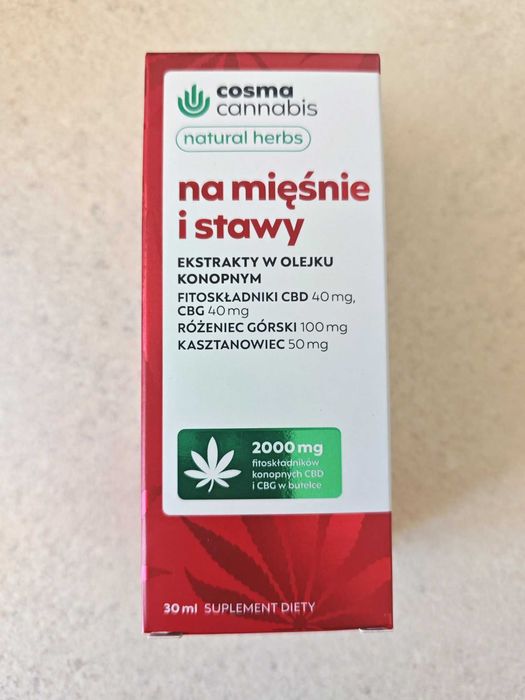 cosma
cannabis
natural herbs
na mięśnie
i stawy
EKSTRAKTY W OLEJKU
KONOPNYM
FITOSKŁADNIKI CBD 40 mg,
CBG 40 mg
RÓŻENIEC GÓRSKI 100 mg
KASZTANOWIEC 50 mg
2000 mg
fitoskładników
konopnych CBD
i CBG w butelce
30 ml SUPLEMENT DIETY